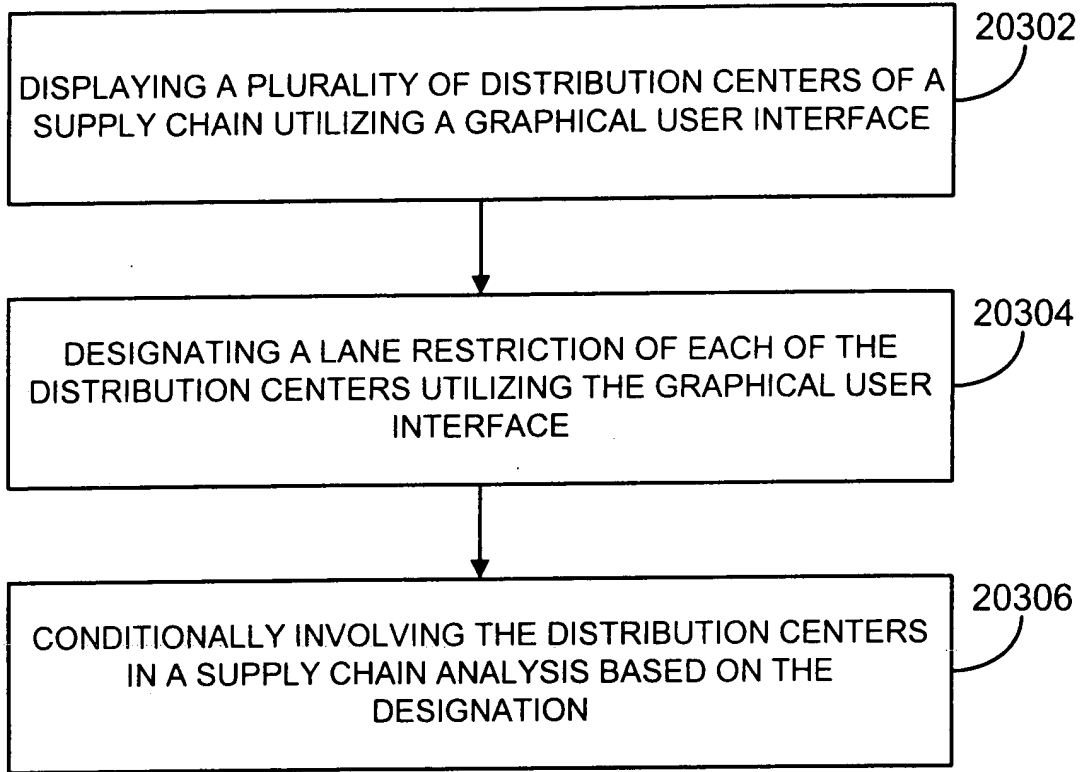 20302
DISPLAYING A PLURALITY OF DISTRIBUTION CENTERS OF A
SUPPLY CHAIN UTILIZING A GRAPHICAL USER INTERFACE
20304
DESIGNATING A LANE RESTRICTION OF EACH OF THE
DISTRIBUTION CENTERS UTILIZING THE GRAPHICAL USER
INTERFACE
20306
CONDITIONALLY INVOLVING THE DISTRIBUTION CENTERS
IN A SUPPLY CHAIN ANALYSIS BASED ON THE
DESIGNATION